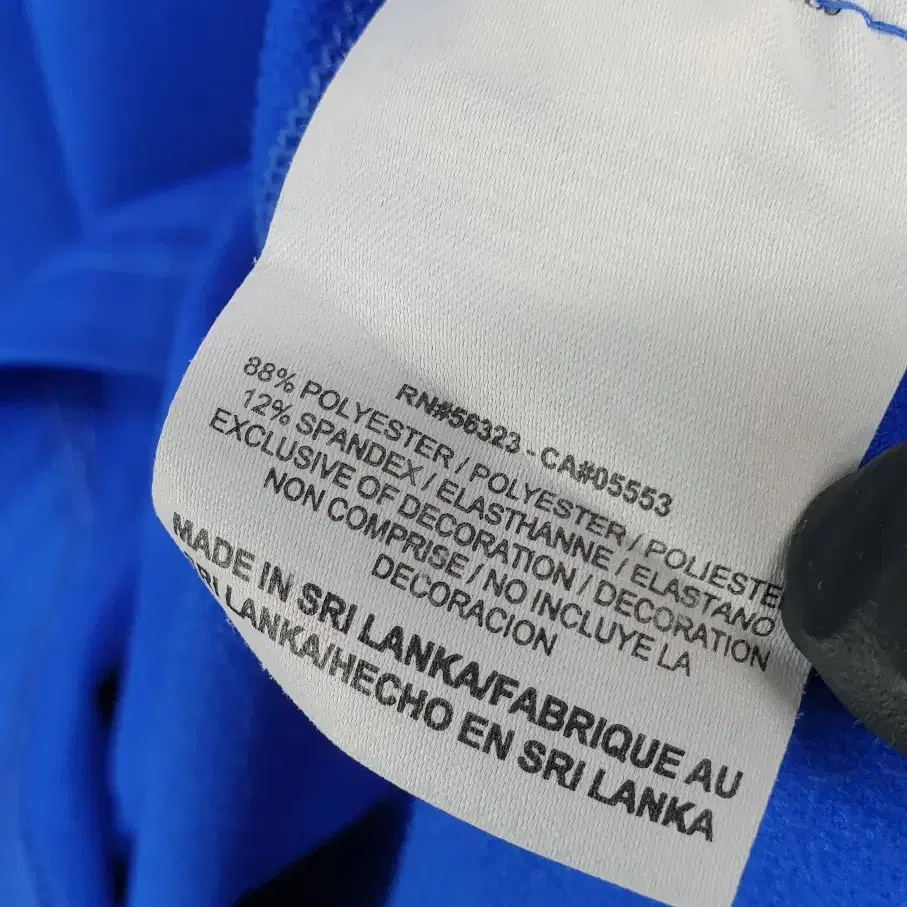 RN#56323 - CA#05553
88% POLYESTER / POLYESTER / POLIESTE
12% SPANDEX / ELASTHANNE / ELASTANO
EXCLUSIVE OF DECORATION / DECORATION
NON COMPRISE / NO INCLUYE LA
DECORACION
MADE IN SRI LANKA/FABRIQUE AU
SRI LANKA/HECHO EN SRI LANKA